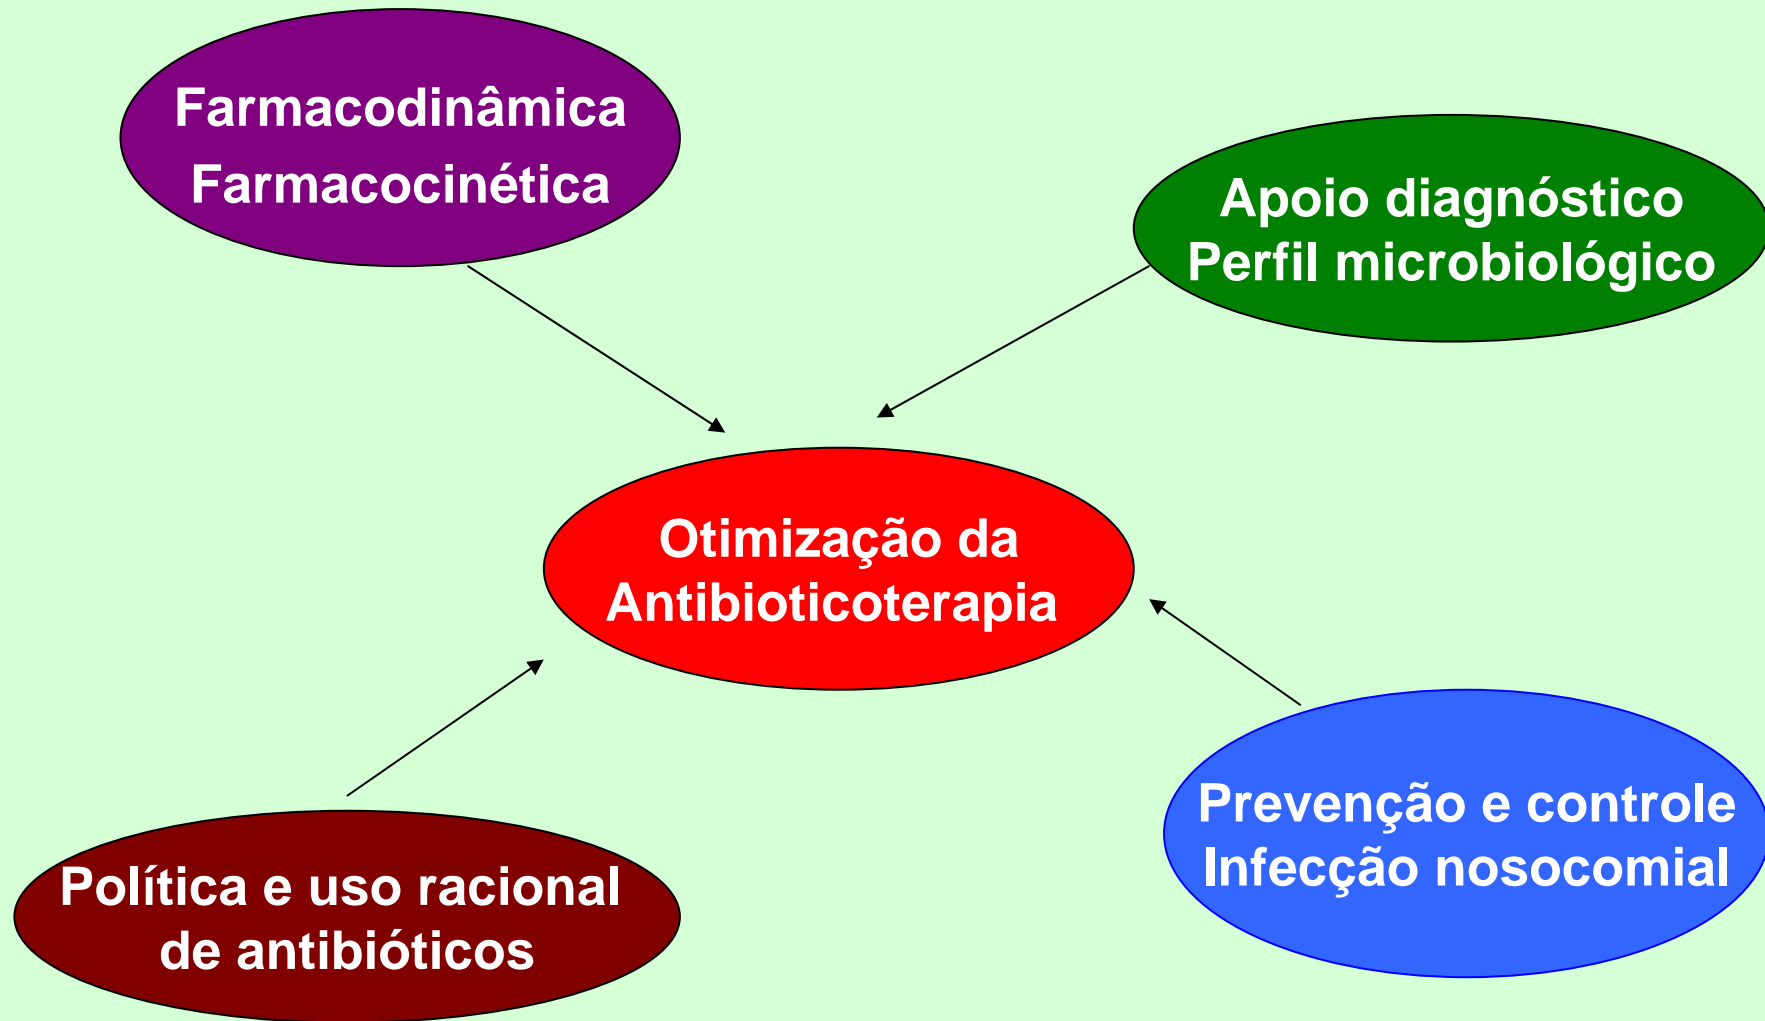 Farmacodinâmica
Farmacocinética
Apoio diagnóstico
Perfil microbiológico
Otimização da
Antibioticoterapia
Prevenção e controle
Infecção nosocomial
Política e uso racional
de antibióticos